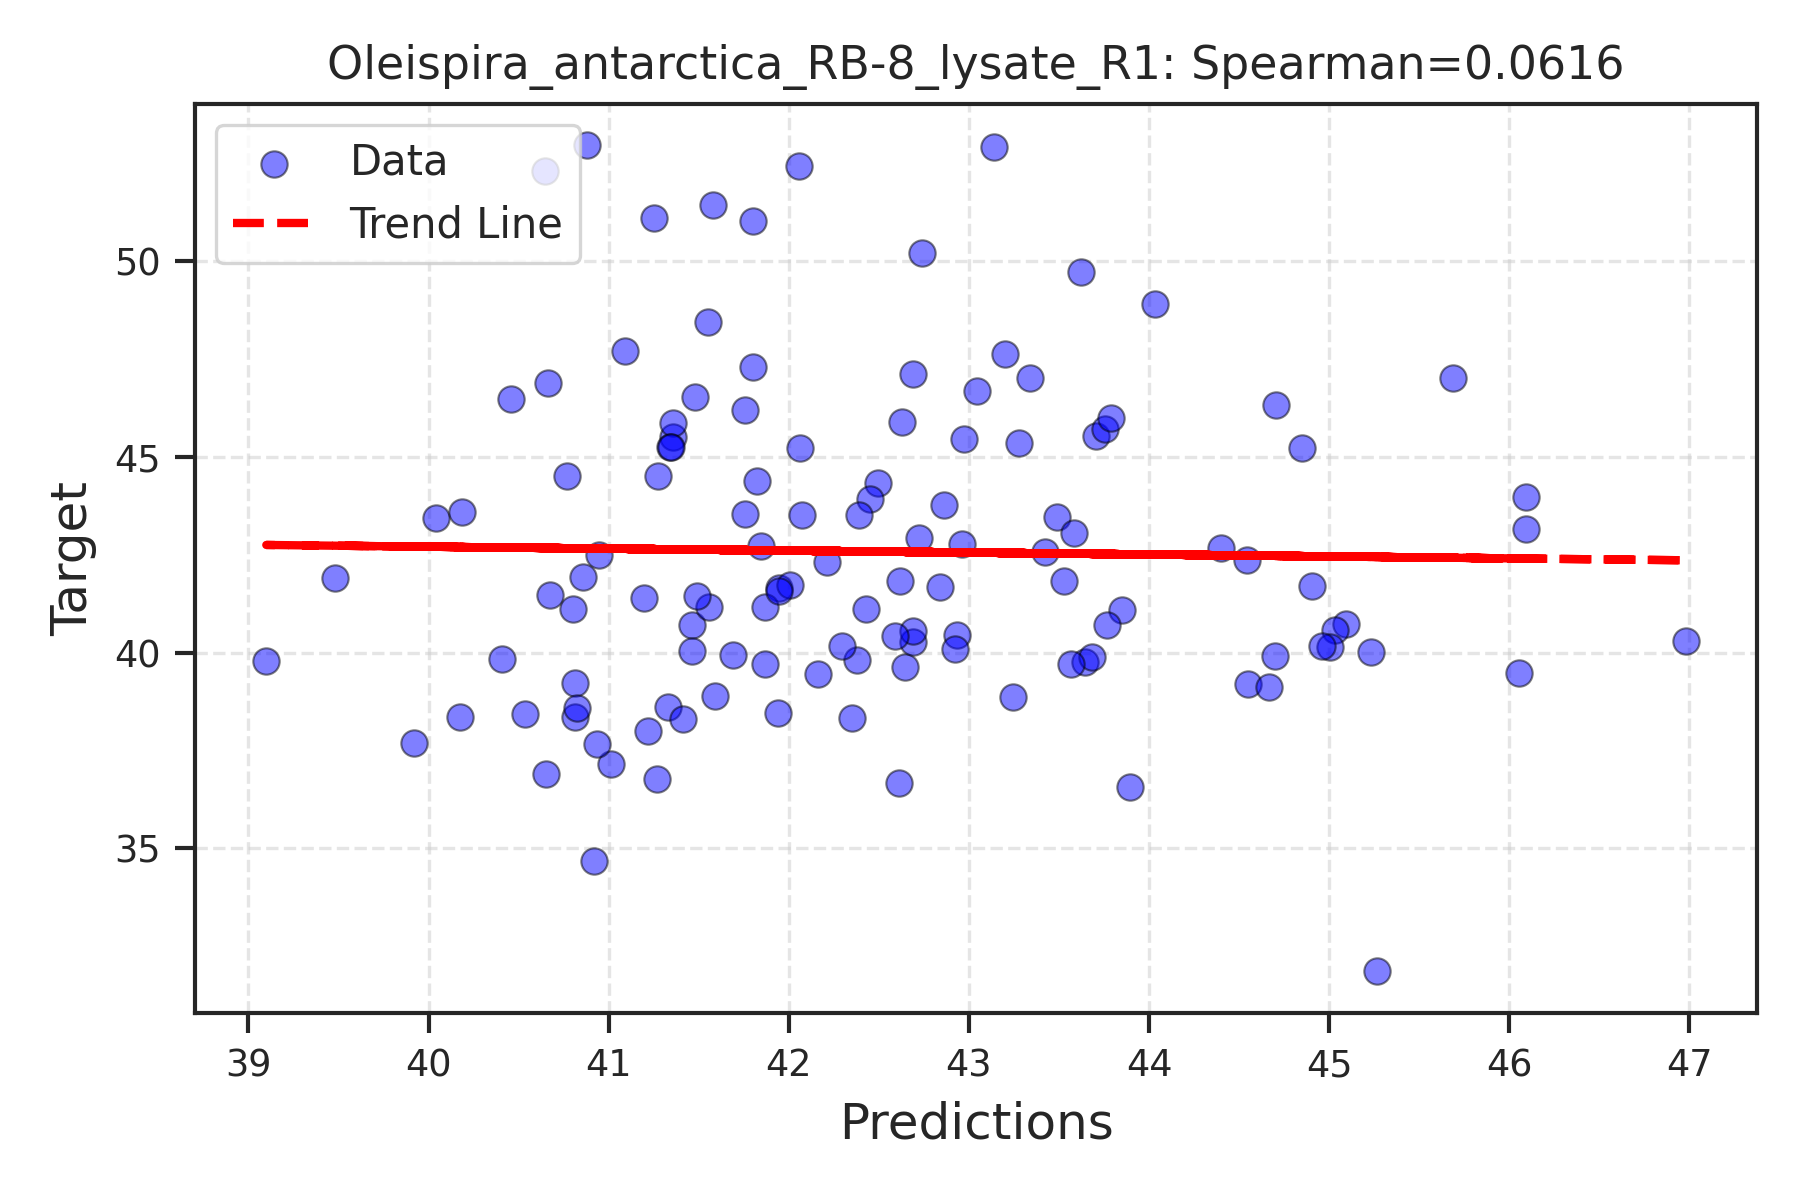 Oleispira_antarctica_RB-8_lysate_R1: Spearman=0.0616
Data
Trend Line
Target
50
45
40
35
39 40 41 42 43 44 45 46 47
Predictions